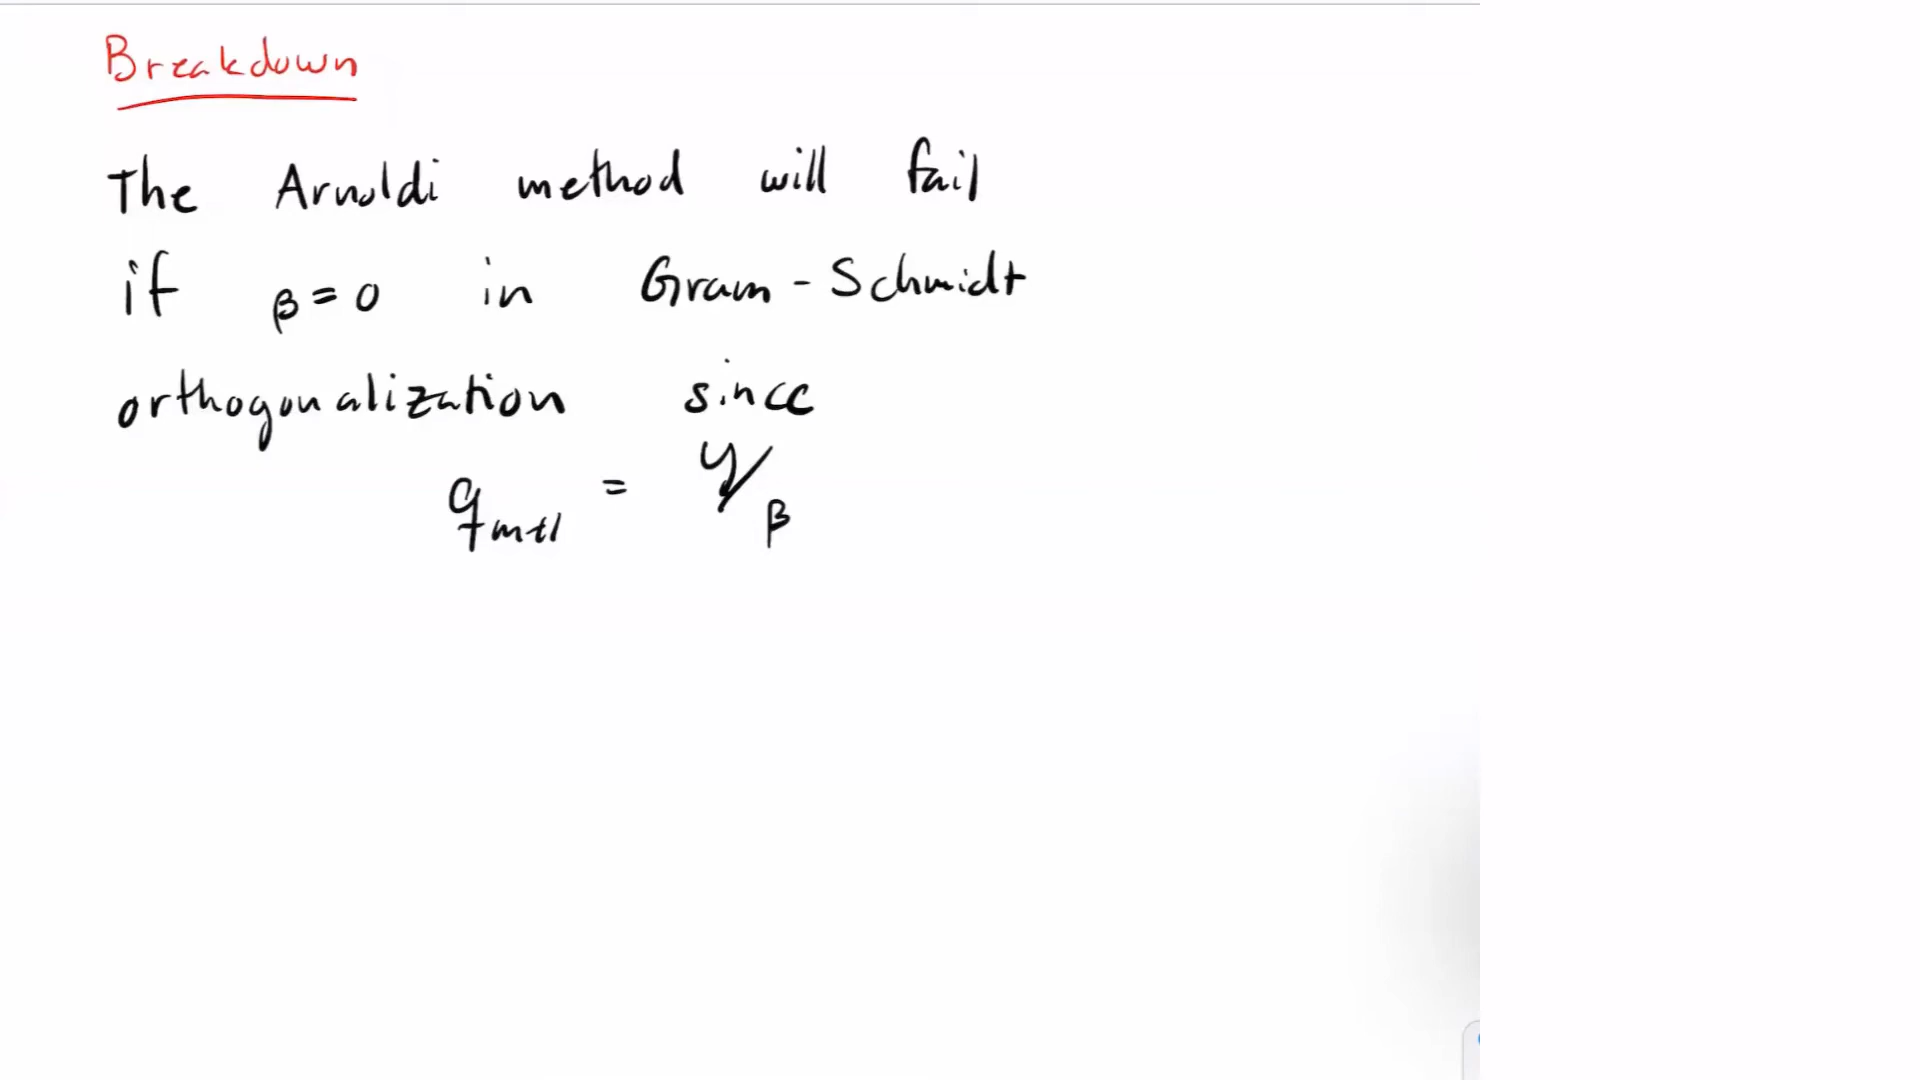 Breakdown
The Arnoldi method will fail
if β = 0 in Gram-Schmidt
orthogonalization since
q_{m+1} = y/β